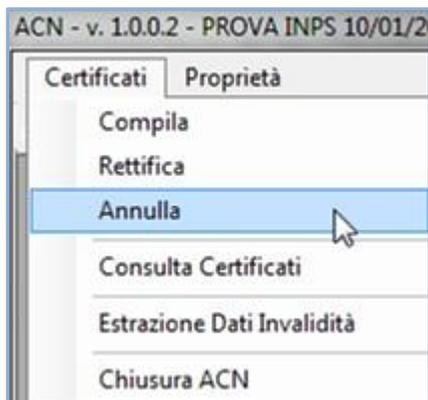 ACN - v. 1.0.0.2 - PROVA INPS 10/01/2
Certificati Proprietà
Compila
Rettifica
Annulla
Consulta Certificati
Estrazione Dati Invalidità
Chiusura ACN